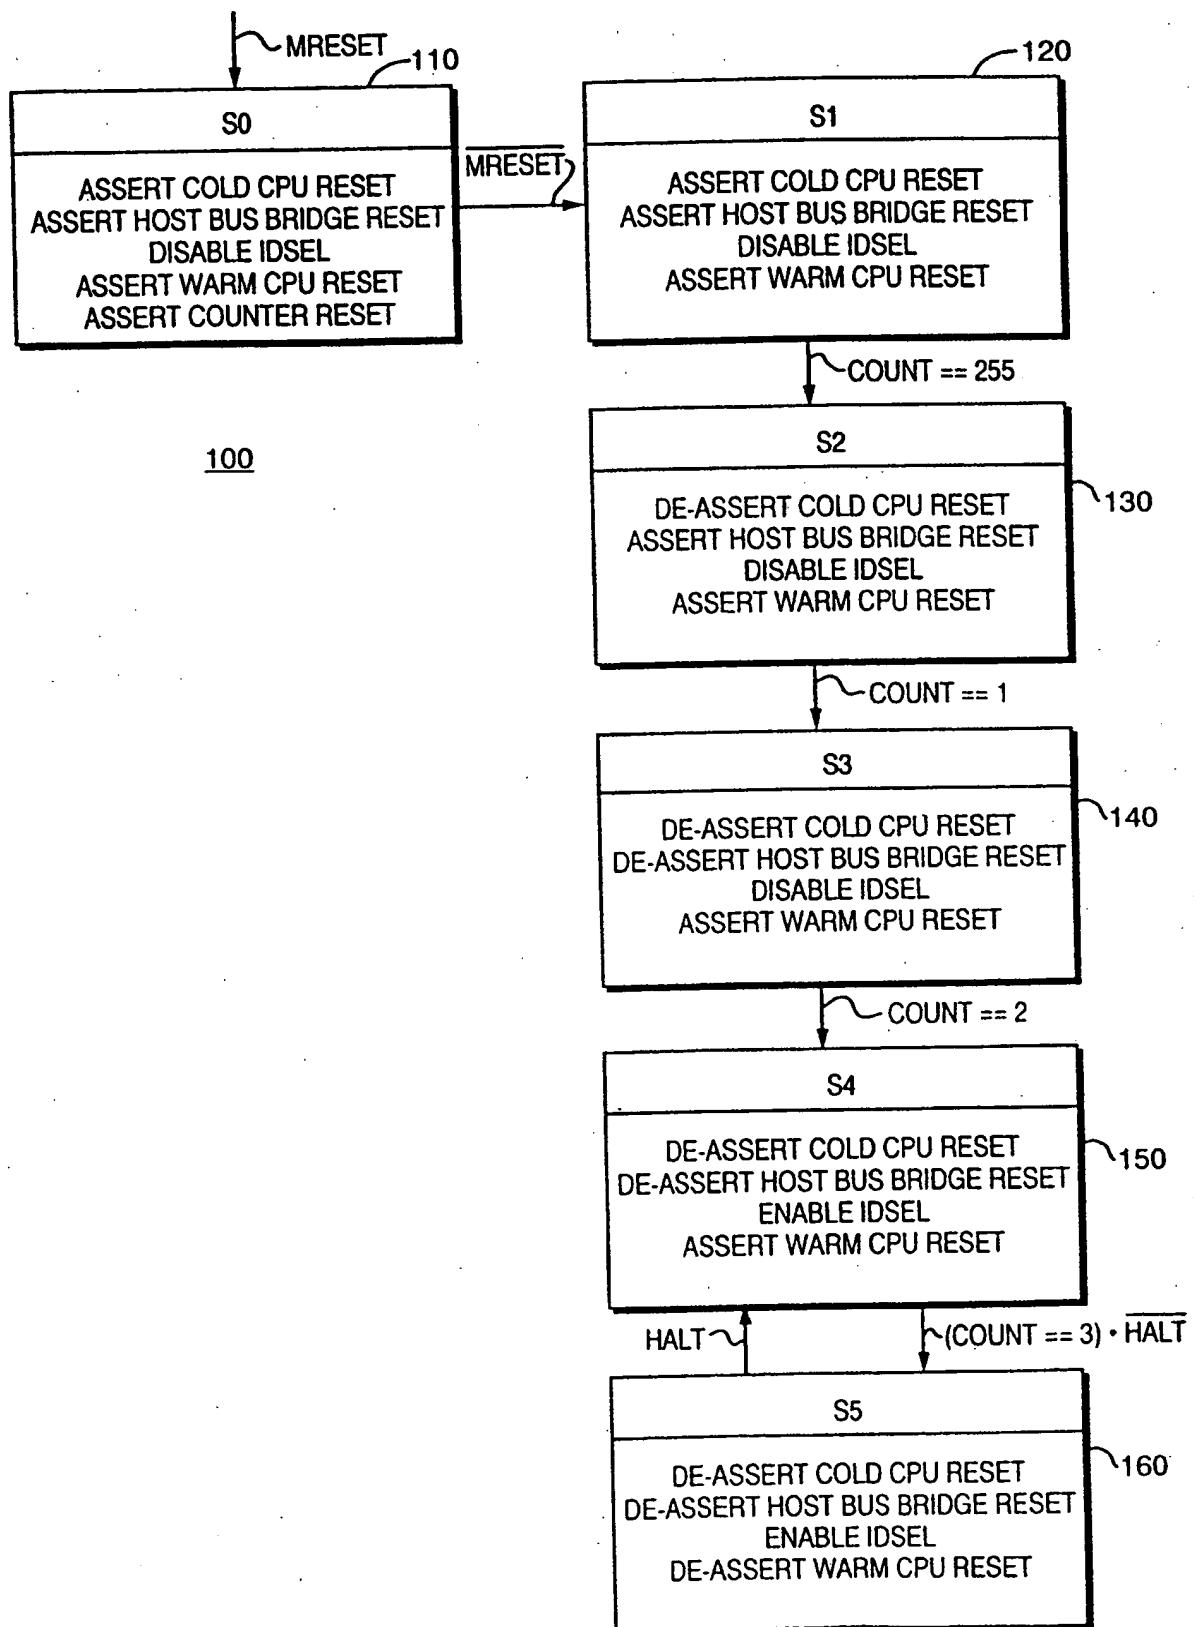 MRESET
110
S0
ASSERT COLD CPU RESET
ASSERT HOST BUS BRIDGE RESET
DISABLE IDSEL
ASSERT WARM CPU RESET
ASSERT COUNTER RESET
MRESET
120
S1
ASSERT COLD CPU RESET
ASSERT HOST BUS BRIDGE RESET
DISABLE IDSEL
ASSERT WARM CPU RESET
COUNT == 255
100
S2
DE-ASSERT COLD CPU RESET
ASSERT HOST BUS BRIDGE RESET
DISABLE IDSEL
ASSERT WARM CPU RESET
130
COUNT == 1
S3
DE-ASSERT COLD CPU RESET
DE-ASSERT HOST BUS BRIDGE RESET
DISABLE IDSEL
ASSERT WARM CPU RESET
140
COUNT == 2
S4
DE-ASSERT COLD CPU RESET
DE-ASSERT HOST BUS BRIDGE RESET
ENABLE IDSEL
ASSERT WARM CPU RESET
150
HALT
(COUNT == 3) • HALT
S5
DE-ASSERT COLD CPU RESET
DE-ASSERT HOST BUS BRIDGE RESET
ENABLE IDSEL
DE-ASSERT WARM CPU RESET
160